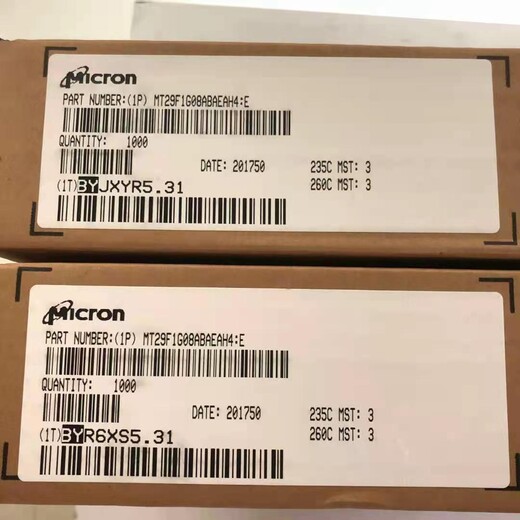 Micron
PART NUMBER:(1P) MT29F1G08ABAEAH4:E
QUANTITY: 1000
DATE: 201750 235C MST: 3
(1T)BYJXYR5.31 260C MST: 3
Micron
PART NUMBER:(1P) MT29F1G08ABAEAH4:E
QUANTITY: 1000
DATE: 201750 235C MST: 3
(1T)BYR6XS5.31 260C MST: 3